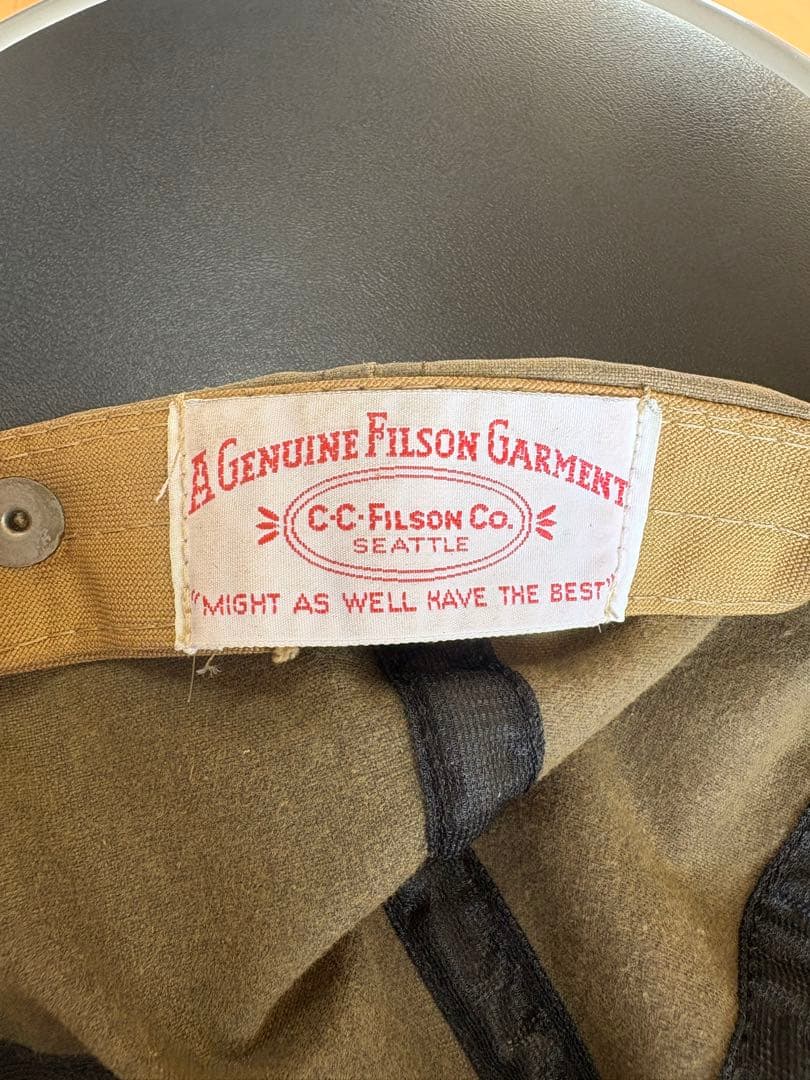 A GENUINE FILSON GARMENT
C·C·FILSON CO.
SEATTLE
"MIGHT AS WELL HAVE THE BEST"